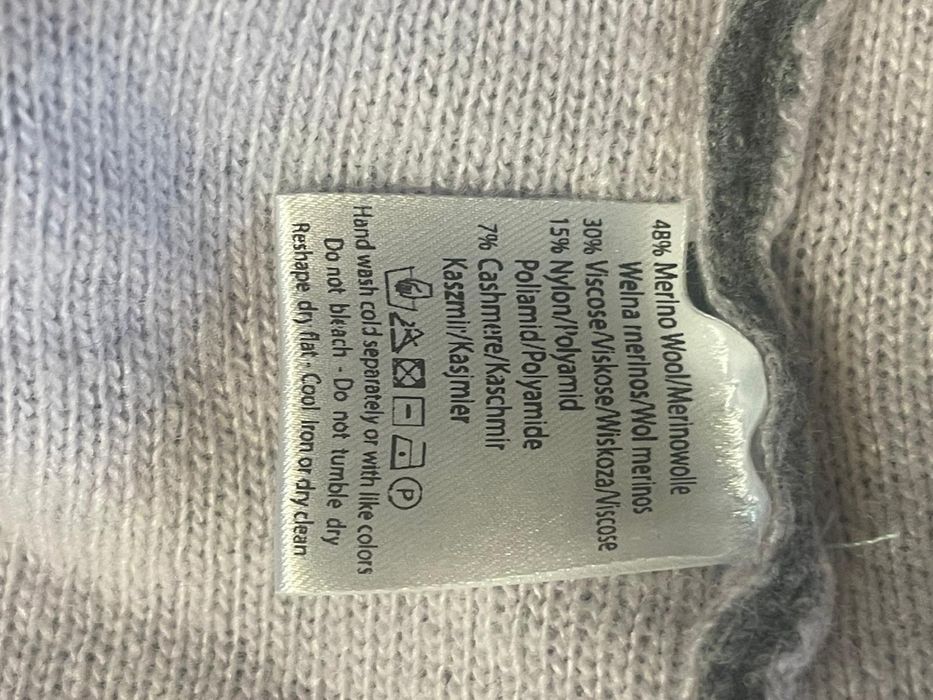 48% Merino Wool/Merinowolle
Wełna merinos/Wol merinos
30% Viscose/Viskose/Wiskoza/Viscose
15% Nylon/Polyamid
Poliamid/Polyamide
7% Cashmere/Kaschmir
Kaszmir/Kasjmier
P
Hand wash cold separately or with like colors
Do not bleach - Do not tumble dry
Reshape, dry flat - Cool Iron or dry clean